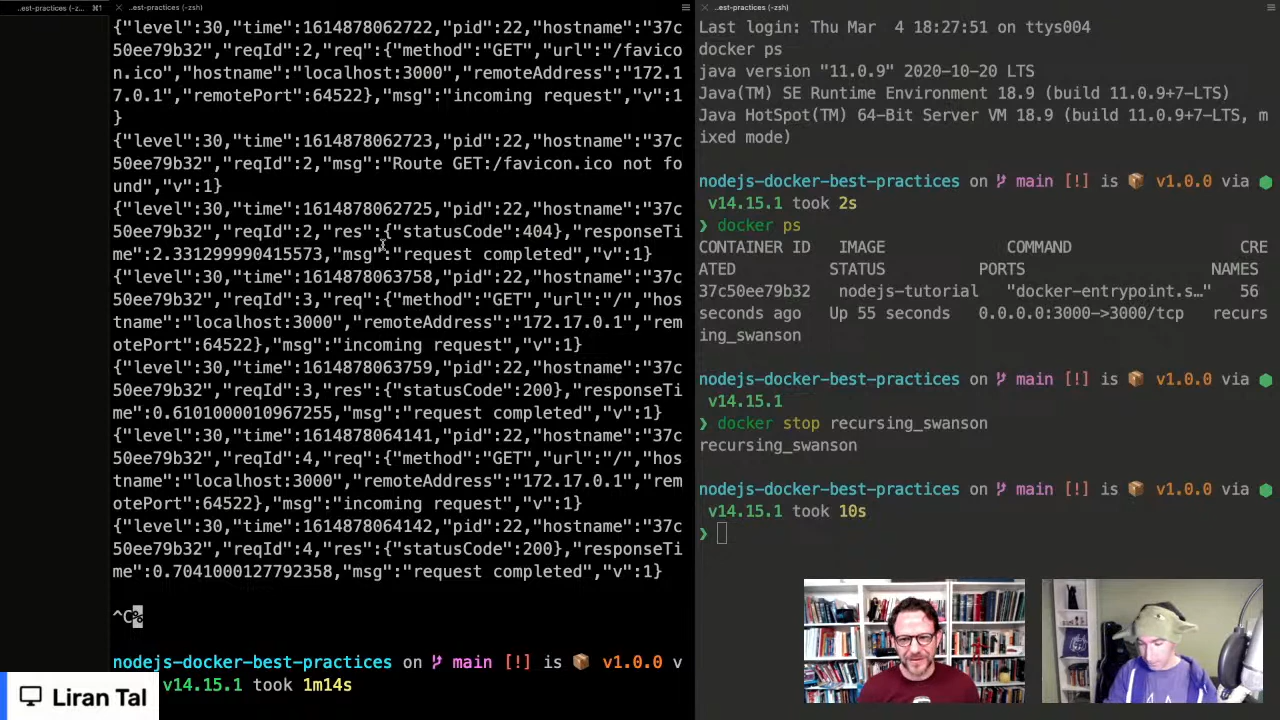 ..est-practices (-z... ⌘1
..est-practices (-zsh)
{"level":30,"time":1614878062722,"pid":22,"hostname":"37c
50ee79b32","reqId":2,"req":{"method":"GET","url":"/favico
n.ico","hostname":"localhost:3000","remoteAddress":"172.1
7.0.1","remotePort":64522},"msg":"incoming request","v":1
}
{"level":30,"time":1614878062723,"pid":22,"hostname":"37c
50ee79b32","reqId":2,"msg":"Route GET:/favicon.ico not fo
und","v":1}
{"level":30,"time":1614878062725,"pid":22,"hostname":"37c
50ee79b32","reqId":2,"res":{"statusCode":404},"responseTi
me":2.331299990415573,"msg":"request completed","v":1}
{"level":30,"time":1614878063758,"pid":22,"hostname":"37c
50ee79b32","reqId":3,"req":{"method":"GET","url":"/","hos
tname":"localhost:3000","remoteAddress":"172.17.0.1","rem
otePort":64522},"msg":"incoming request","v":1}
{"level":30,"time":1614878063759,"pid":22,"hostname":"37c
50ee79b32","reqId":3,"res":{"statusCode":200},"responseTi
me":0.6101000010967255,"msg":"request completed","v":1}
{"level":30,"time":1614878064141,"pid":22,"hostname":"37c
50ee79b32","reqId":4,"req":{"method":"GET","url":"/","hos
tname":"localhost:3000","remoteAddress":"172.17.0.1","rem
otePort":64522},"msg":"incoming request","v":1}
{"level":30,"time":1614878064142,"pid":22,"hostname":"37c
50ee79b32","reqId":4,"res":{"statusCode":200},"responseTi
me":0.7041000127792358,"msg":"request completed","v":1}
^C%
nodejs-docker-best-practices on main [!] is 📦 v1.0.0 v
v14.15.1 took 1m14s
..est-practices (-zsh)
Last login: Thu Mar  4 18:27:51 on ttys004
docker ps
java version "11.0.9" 2020-10-20 LTS
Java(TM) SE Runtime Environment 18.9 (build 11.0.9+7-LTS)
Java HotSpot(TM) 64-Bit Server VM 18.9 (build 11.0.9+7-LTS, m
ixed mode)
nodejs-docker-best-practices on main [!] is 📦 v1.0.0 via
v14.15.1 took 2s
❯ docker ps
CONTAINER ID   IMAGE   COMMAND   CRE
ATED   STATUS   PORTS   NAMES
37c50ee79b32   nodejs-tutorial   "docker-entrypoint.s…"   56
seconds ago   Up 55 seconds   0.0.0.0:3000->3000/tcp   recurs
ing_swanson
nodejs-docker-best-practices on main [!] is 📦 v1.0.0 via
v14.15.1
❯ docker stop recursing_swanson
recursing_swanson
nodejs-docker-best-practices on main [!] is 📦 v1.0.0 via
v14.15.1 took 10s
❯
Liran Tal